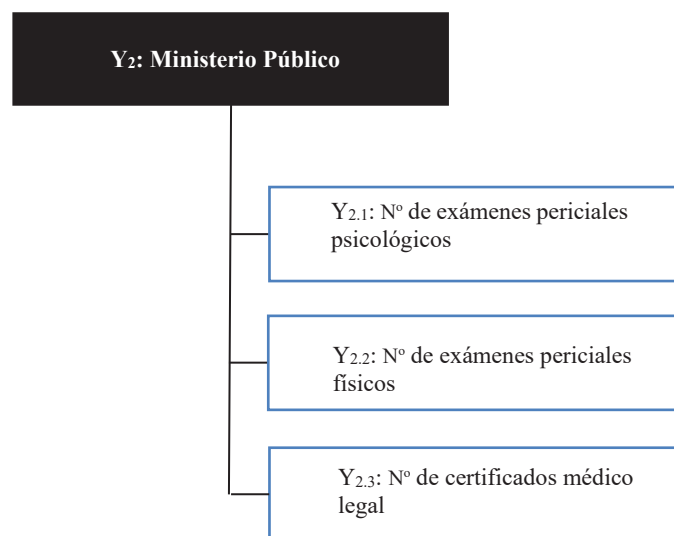 Y₂: Ministerio Público
Y₂.₁: Nº de exámenes periciales
psicológicos
Y₂.₂: Nº de exámenes periciales
físicos
Y₂.₃: Nº de certificados médico
legal